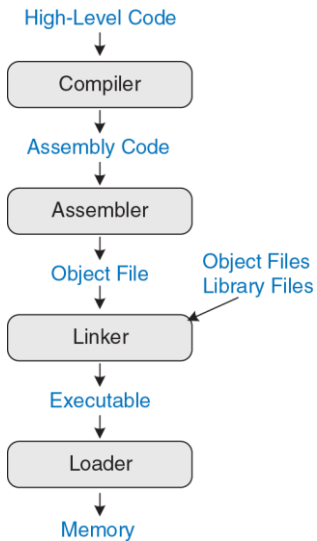 High-Level Code
Compiler
Assembly Code
Assembler
Object File
Object Files
Library Files
Linker
Executable
Loader
Memory